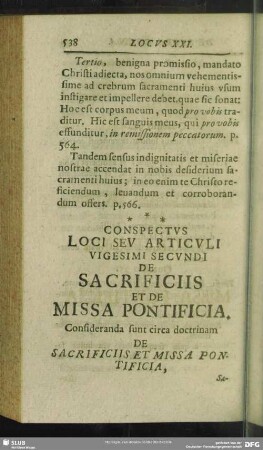 538 LOCVS XXI.
Tertio, benigna promissio, mandato
Christi adiecta, nos omnium vehementis-
sime ad crebrum sacramenti huius vsum
instigare et impellere debet, quae sic sonat:
Hoc est corpus meum, quod pro vobis tra-
ditur. Hic est sanguis meus, qui pro vobis
effunditur, in remissionem peccatorum. p.
564.
Tandem sensus indignitatis et miseriae
nostrae accendat in nobis desiderium sa-
cramenti huius; in eo enim te Christo re-
ficiendum, leuandum et corroboran-
dum offers. p. 566.
* * *
CONSPECTVS
LOCI SEV ARTICVLI
VIGESIMI SECVNDI
DE
SACRIFICIIS
ET DE
MISSA PONTIFICIA.
Consideranda sunt circa doctrinam
DE
SACRIFICIIS ET MISSA PON-
TIFICIA,
Sa-
SLUB